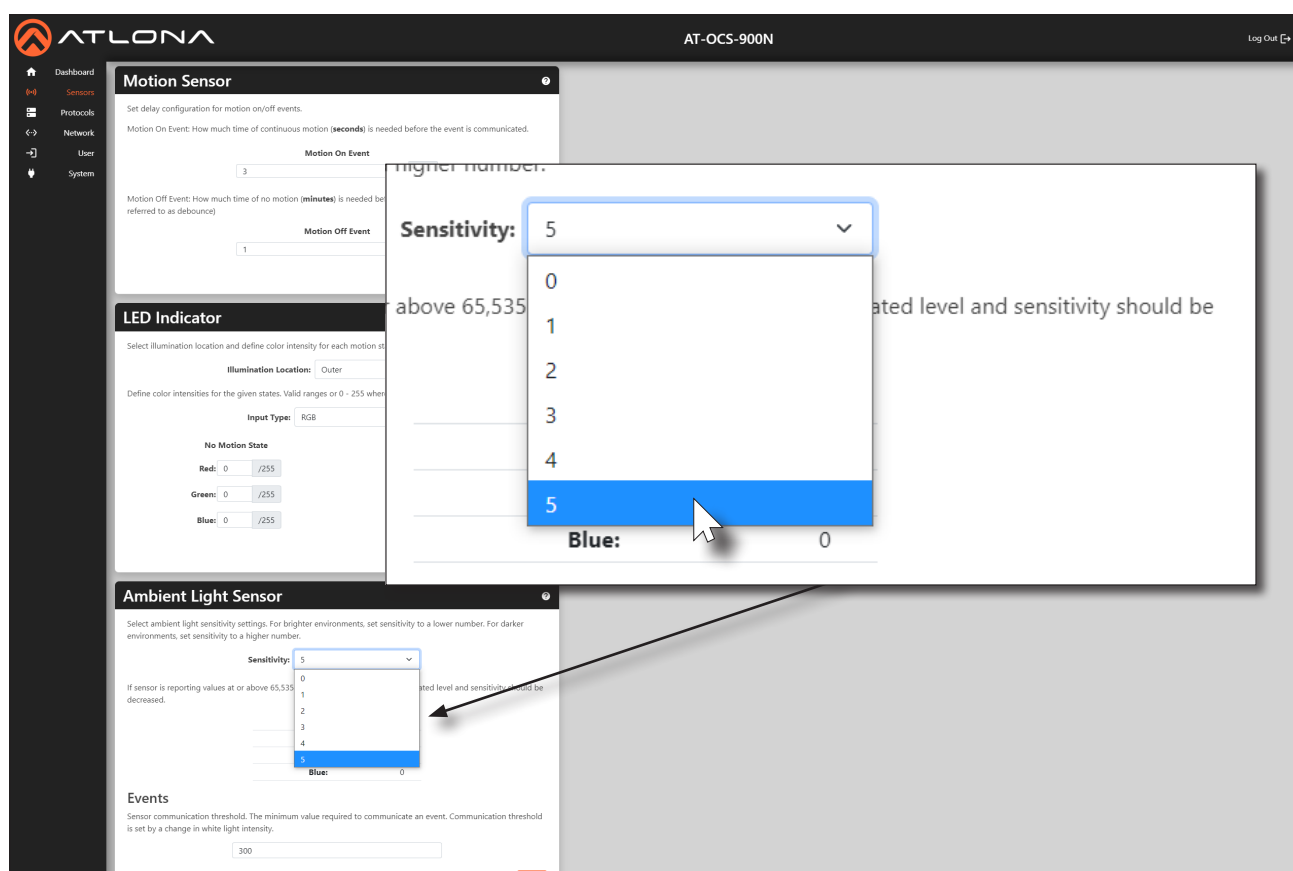 ATLONA
AT-OCS-900N
Log Out
Dashboard
Sensors
Protocols
Network
User
System
Motion Sensor
Set delay configuration for motion on/off events.
Motion On Event: How much time of continuous motion (seconds) is needed before the event is communicated.
Motion On Event
3
Motion Off Event: How much time of no motion (minutes) is needed
referred to as debounce)
Motion Off Event
1
LED Indicator
Select illumination location and define color intensity for each motion
Illumination Location: Outer
Define color intensities for the given states. Valid ranges or 0 - 255
Input Type: RGB
No Motion State
Red: 0 /255
Green: 0 /255
Blue: 0 /255
Ambient Light Sensor
Select ambient light sensitivity settings. For brighter environments, set sensitivity to a lower number. For darker
environments, set sensitivity to a higher number.
Sensitivity: 5
0
1
2
3
4
5
If sensor is reporting values at or above 65,535 ated level and sensitivity should be
decreased.
Blue: 0
Events
Sensor communication threshold. The minimum value required to communicate an event. Communication threshold
is set by a change in white light intensity.
300
higher number.
Sensitivity: 5
0
1
2
3
4
5
above 65,535 ated level and sensitivity should be
Blue: 0